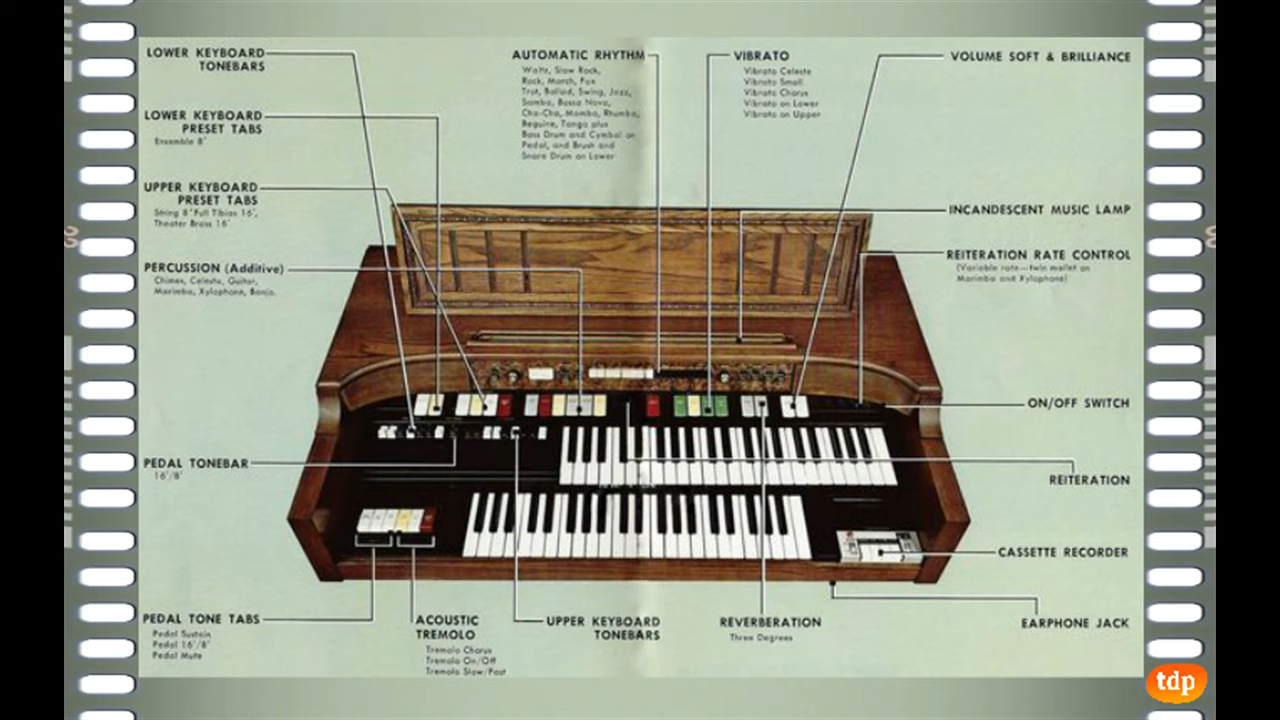 LOWER KEYBOARD
TONEBARS
LOWER KEYBOARD
PRESET TABS
Ensemble 8'
UPPER KEYBOARD
PRESET TABS
String 8' Full Tibias 16',
Theater Brass 16'
PERCUSSION (Additive)
Chimes, Celesta, Guitar,
Marimba, Xylophone, Banjo.
PEDAL TONEBAR
16'/8'
PEDAL TONE TABS
Pedal Sustain
Pedal 16'/8'
Pedal Mute
ACOUSTIC
TREMOLO
Tremolo Chorus
Tremolo On/Off
Tremolo Slow/Fast
UPPER KEYBOARD
TONEBARS
AUTOMATIC RHYTHM
Waltz, Slow Rock,
Rock, March, Fox
Trot, Ballad, Swing, Jazz,
Samba, Bossa Nova,
Cha-Cha, Mambo, Rhumba,
Beguine, Tango plus
Bass Drum and Cymbal on
Pedal, and Brush and
Snare Drum on Lower
VIBRATO
Vibrato Celeste
Vibrato Small
Vibrato Chorus
Vibrato on Lower
Vibrato on Upper
VOLUME SOFT & BRILLIANCE
INCANDESCENT MUSIC LAMP
REITERATION RATE CONTROL
(Variable rate—twin mallet on
Marimba and Xylophone)
ON/OFF SWITCH
REITERATION
CASSETTE RECORDER
REVERBERATION
Three Degrees
EARPHONE JACK
tdp